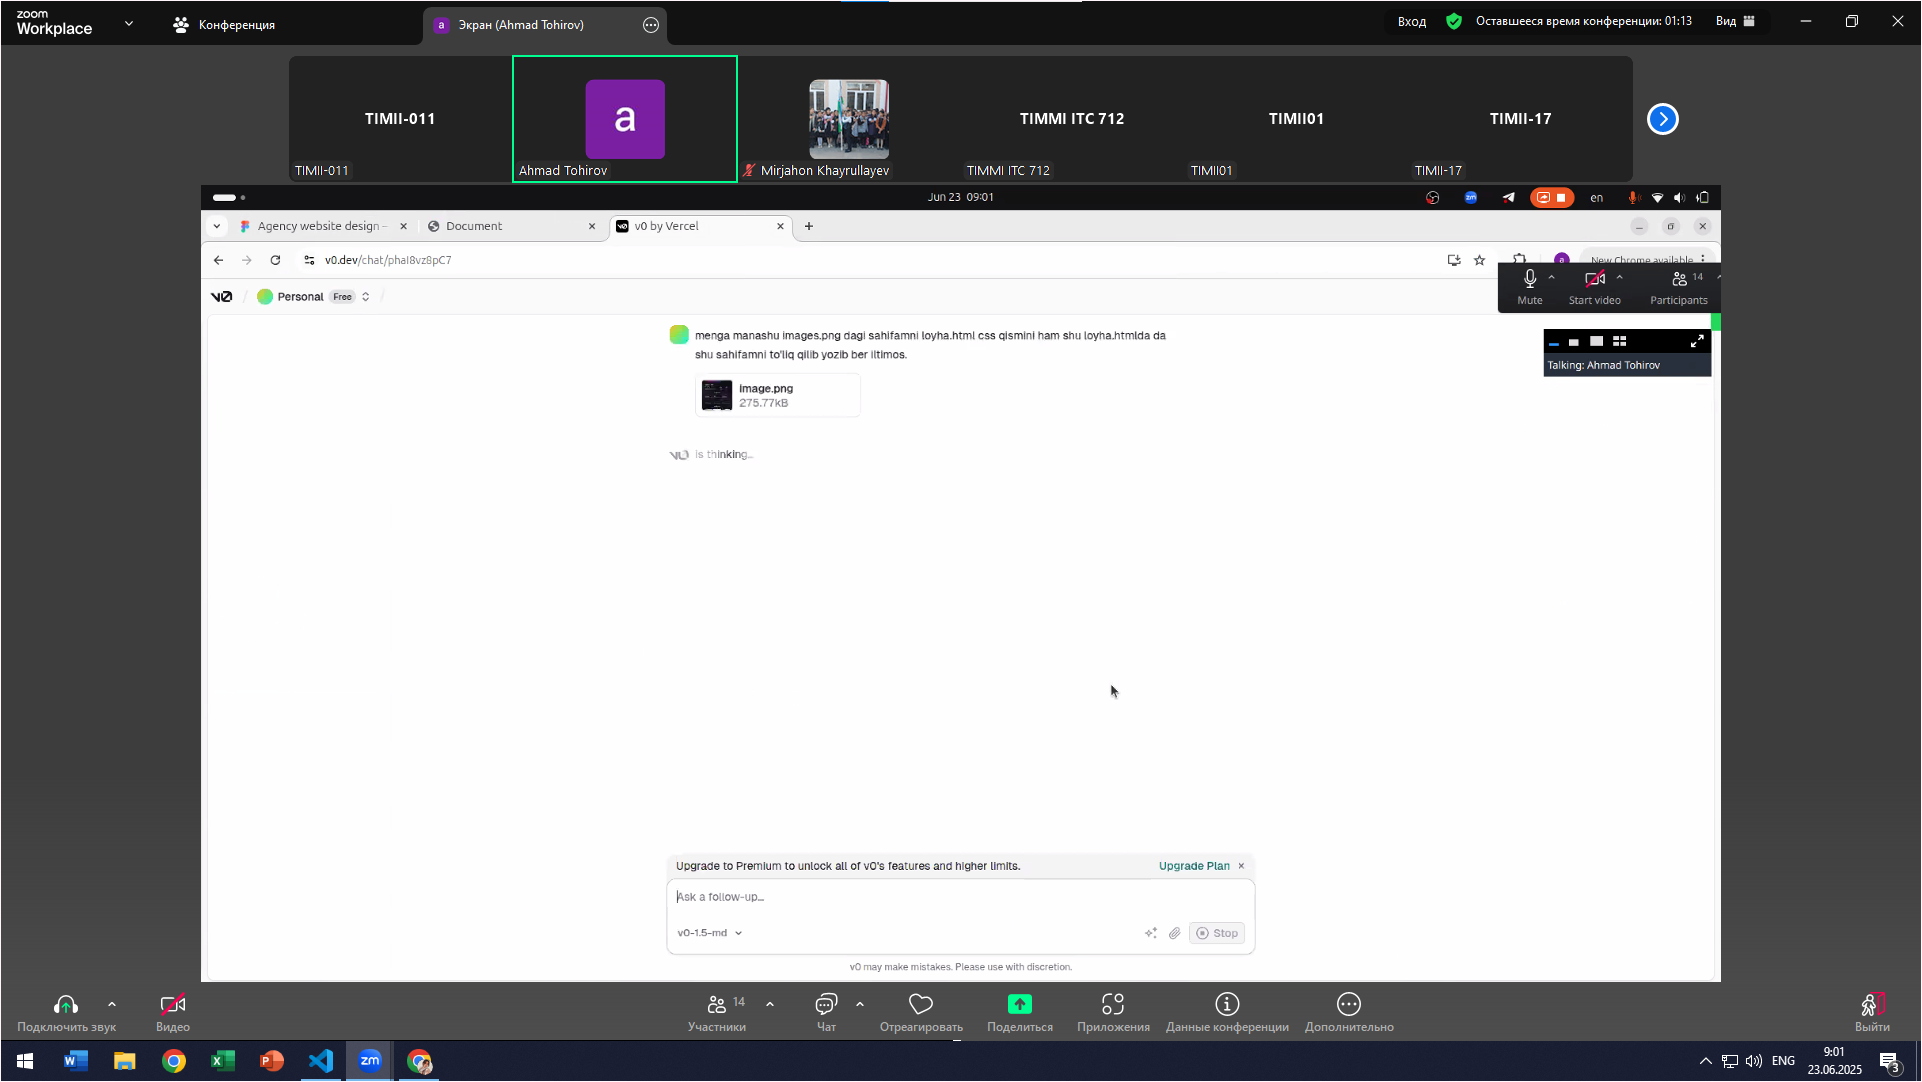 zoom
Workplace
Конференция
a
Экран (Ahmad Tohirov)
Вход
Оставшееся время конференции: 01:13
Вид
TIMII-011
TIMII-011
a
Ahmad Tohirov
Mirjahon Khayrullayev
TIMMI ITC 712
TIMMI ITC 712
TIMII01
TIMII01
TIMII-17
TIMII-17
Jun 23 09:01
zm
en
Agency website design -
Document
v0 by Vercel
v0.dev/chat/phaI8vz8pC7
a
New Chrome available
v0
Personal
Free
Mute
Start video
14
Participants
Talking: Ahmad Tohirov
menga manashu images.png dagi sahifamni loyha.html css qismini ham shu loyha.htmlda da
shu sahifamni to'liq qilib yozib ber iltimos.
image.png
275.77kB
v0 is thinking...
Upgrade to Premium to unlock all of v0's features and higher limits.
Upgrade Plan
Ask a follow-up...
v0-1.5-md
Stop
v0 may make mistakes. Please use with discretion.
Подключить звук
Видео
14
Участники
Чат
Отреагировать
Поделиться
Приложения
Данные конференции
Дополнительно
Выйти
zm
ENG
9:01
23.06.2025
3